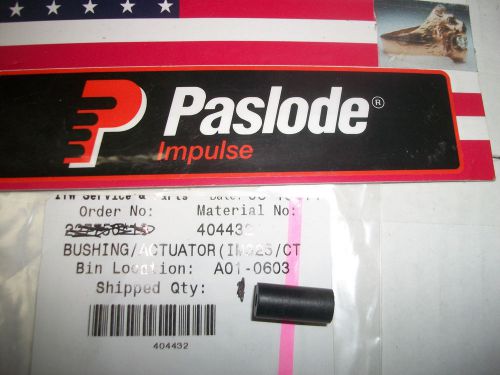 Paslode®
Impulse
ITW Service & Parts Date:
Order No: Material No:
404432
BUSHING/ACTUATOR(IM325/CT
Bin Location: A01-0603
Shipped Qty:
404432